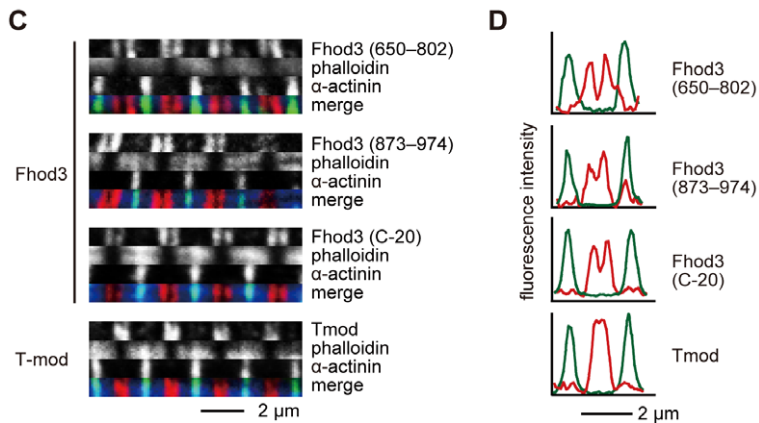 C
Fhod3
Fhod3 (650–802)
phalloidin
α-actinin
merge
Fhod3 (873–974)
phalloidin
α-actinin
merge
Fhod3 (C-20)
phalloidin
α-actinin
merge
T-mod
Tmod
phalloidin
α-actinin
merge
2 μm
D
fluorescence intensity
Fhod3
(650–802)
Fhod3
(873–974)
Fhod3
(C-20)
Tmod
2 μm